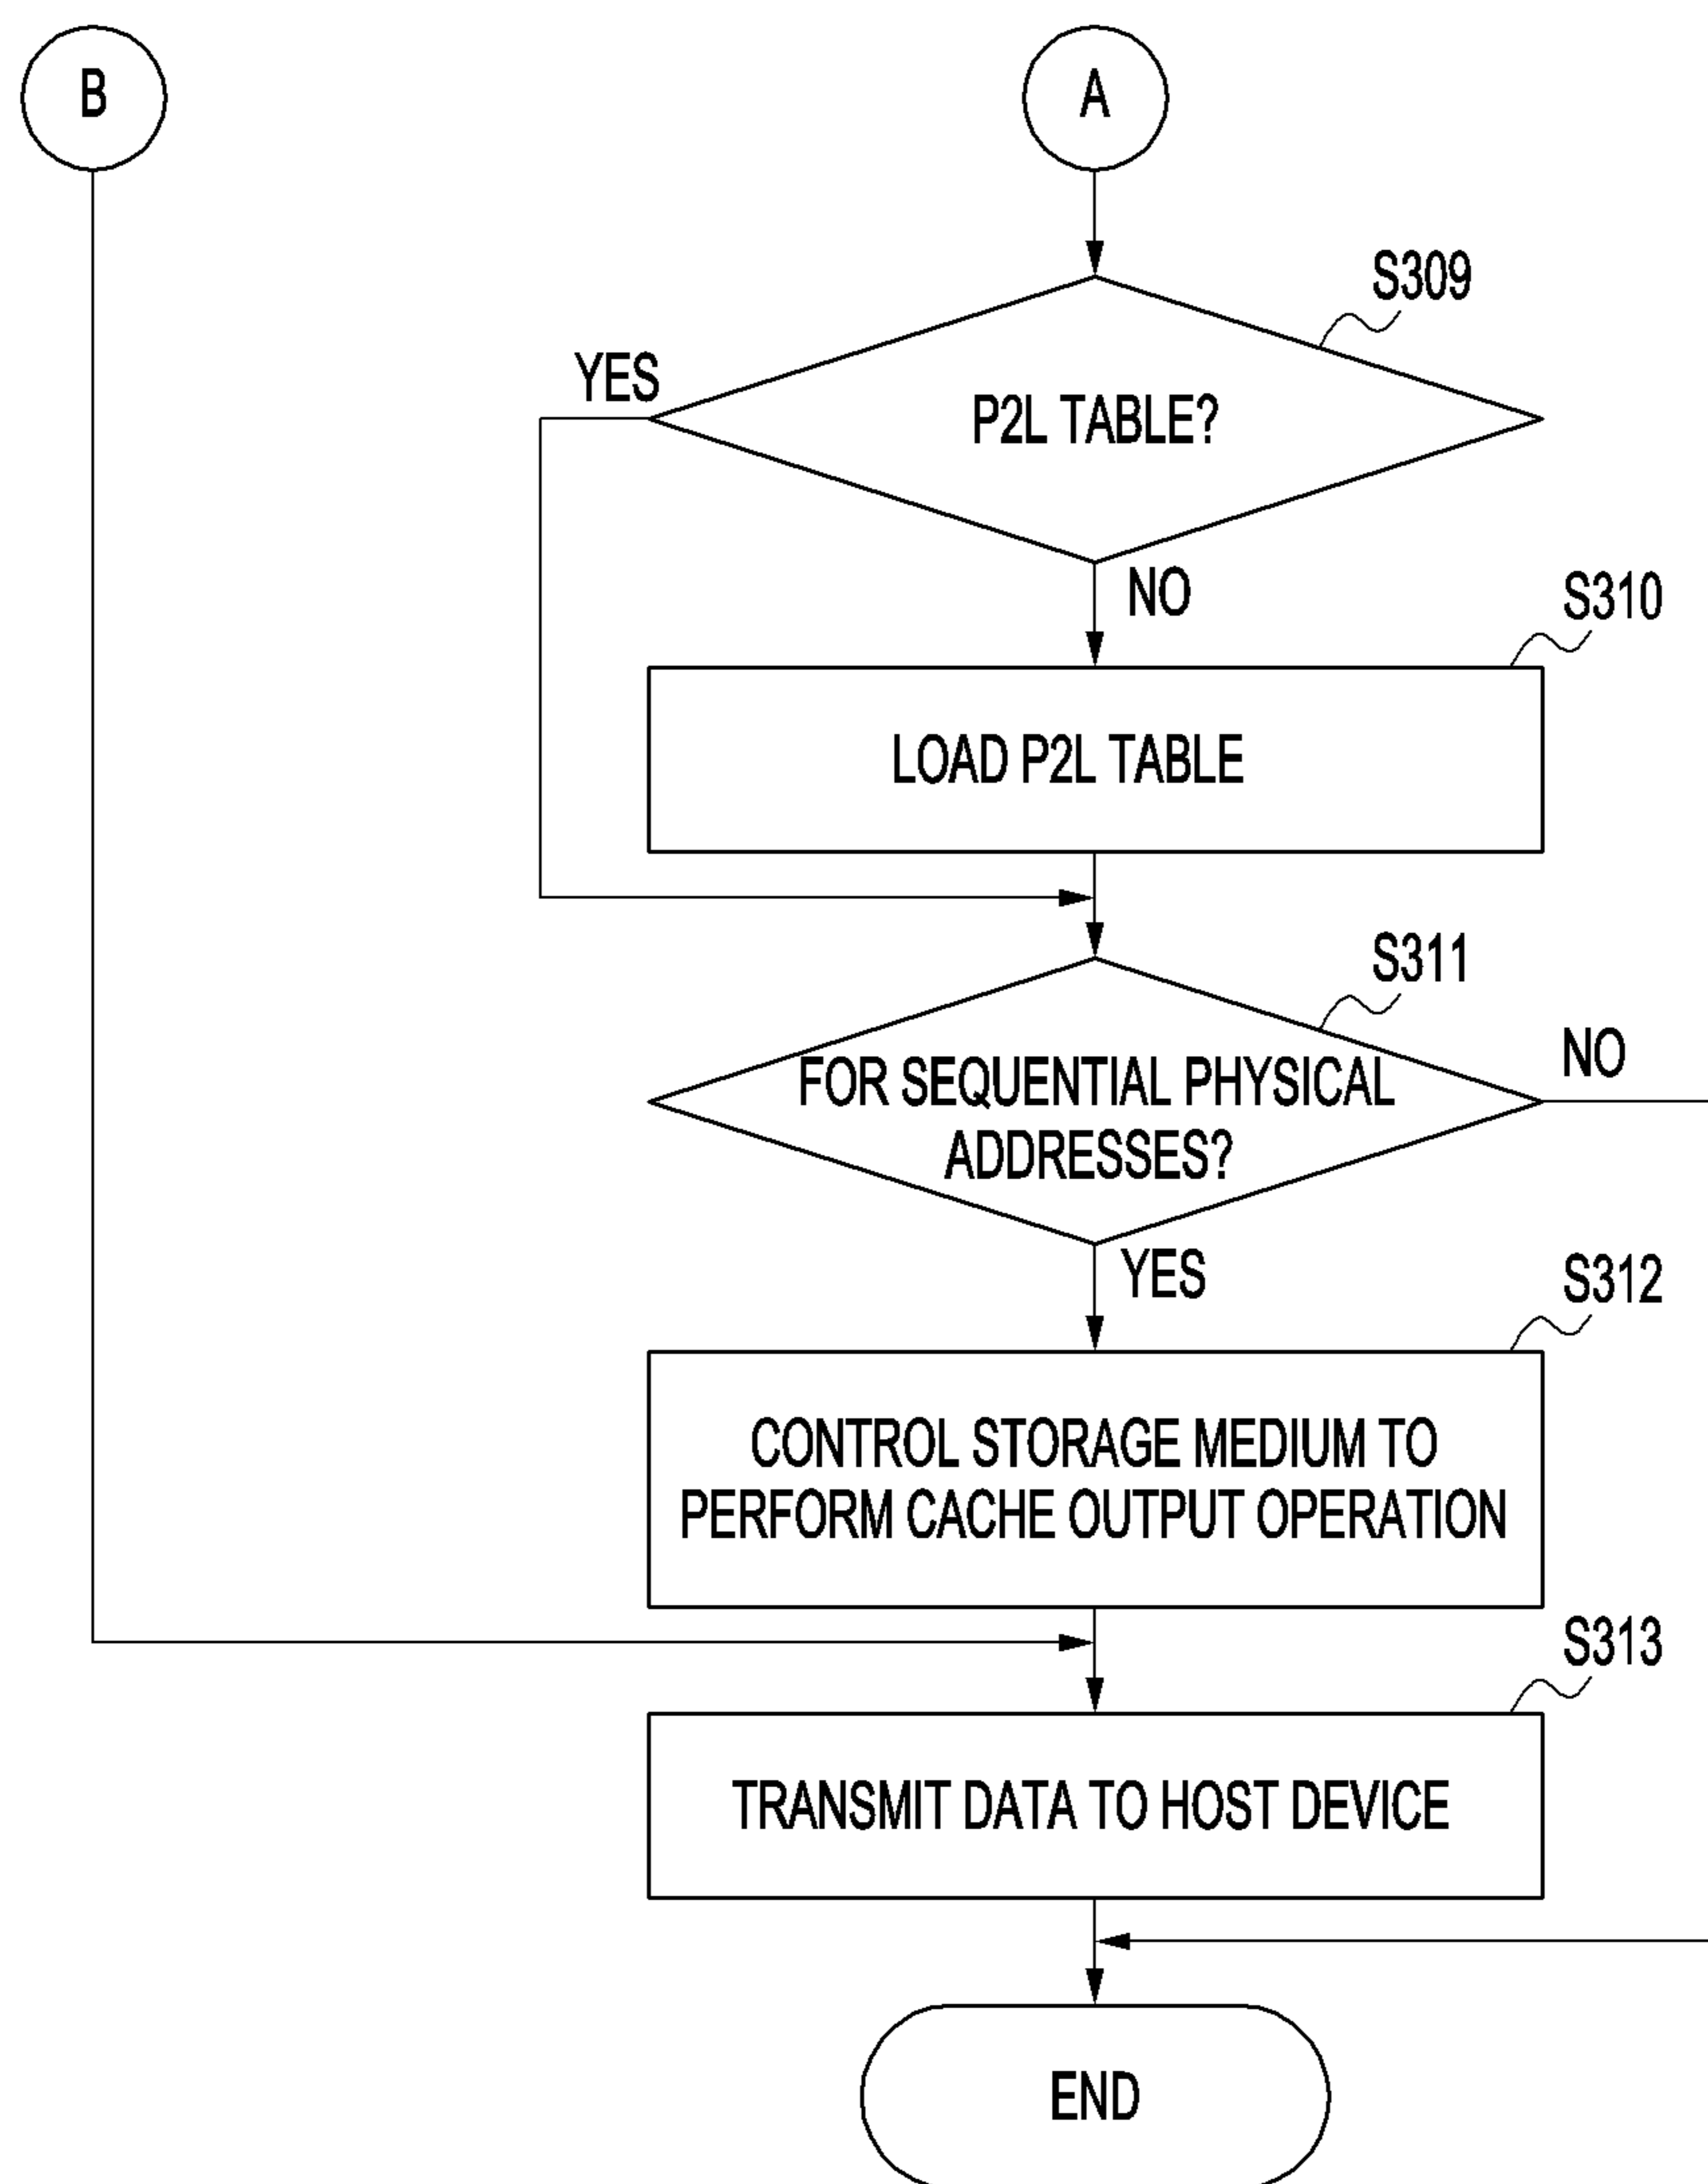 B
A
S309
YES
P2L TABLE?
NO
S310
LOAD P2L TABLE
S311
NO
FOR SEQUENTIAL PHYSICAL
ADDRESSES?
YES
S312
CONTROL STORAGE MEDIUM TO
PERFORM CACHE OUTPUT OPERATION
S313
TRANSMIT DATA TO HOST DEVICE
END